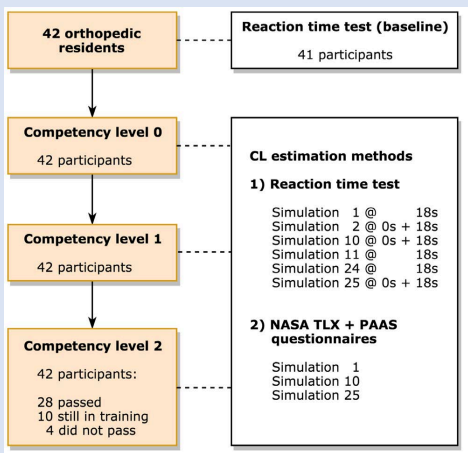 42 orthopedic
residents
Reaction time test (baseline)
41 participants
Competency level 0
42 participants
Competency level 1
42 participants
Competency level 2
42 participants:
28 passed
10 still in training
4 did not pass
CL estimation methods
1) Reaction time test
Simulation 1 @ 18s
Simulation 2 @ 0s + 18s
Simulation 10 @ 0s + 18s
Simulation 11 @ 18s
Simulation 24 @ 18s
Simulation 25 @ 0s + 18s
2) NASA TLX + PAAS
questionnaires
Simulation 1
Simulation 10
Simulation 25